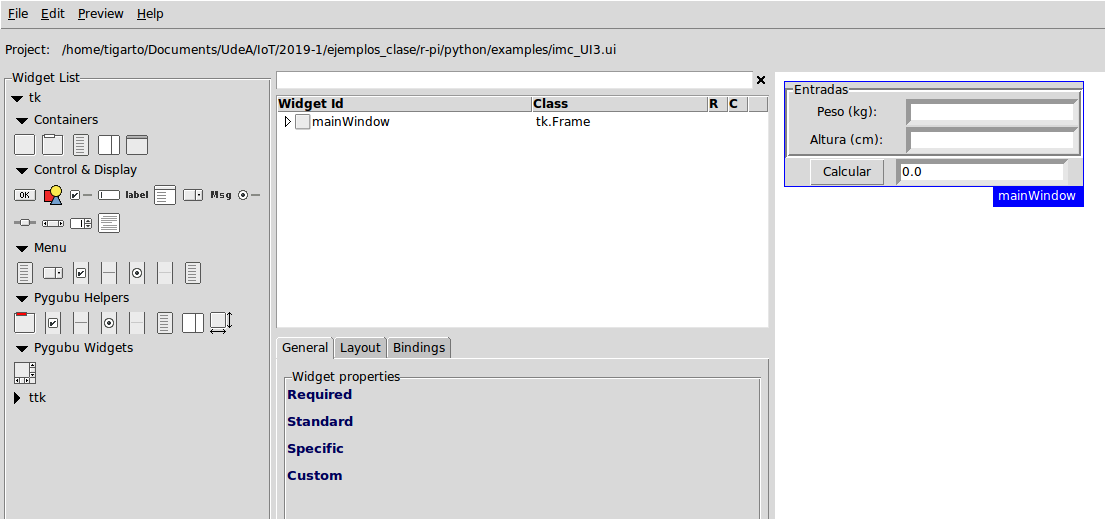 File Edit Preview Help
Project: /home/tigarto/Documents/UdeA/IoT/2019-1/ejemplos_clase/r-pi/python/examples/imc_UI3.ui
Widget List
tk
Containers
Control & Display
OK label Msg
Menu
Pygubu Helpers
Pygubu Widgets
ttk
Widget Id Class R C
mainWindow tk.Frame
General Layout Bindings
Widget properties
Required
Standard
Specific
Custom
Entradas
Peso (kg):
Altura (cm):
Calcular 0.0
mainWindow